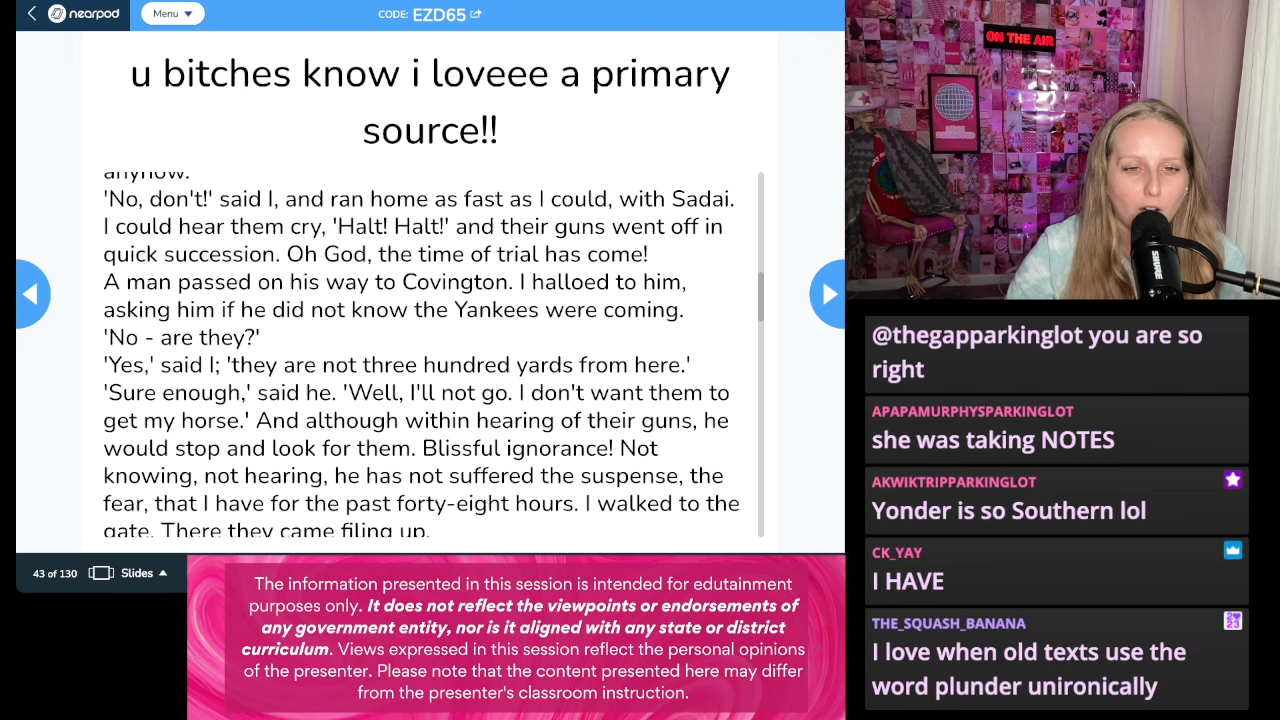 nearpod
Menu
CODE: EZD65
u bitches know i loveee a primary
source!!
anyhow.
'No, don't!' said I, and ran home as fast as I could, with Sadai.
I could hear them cry, 'Halt! Halt!' and their guns went off in
quick succession. Oh God, the time of trial has come!
A man passed on his way to Covington. I halloed to him,
asking him if he did not know the Yankees were coming.
'No - are they?'
'Yes,' said I; 'they are not three hundred yards from here.'
'Sure enough,' said he. 'Well, I'll not go. I don't want them to
get my horse.' And although within hearing of their guns, he
would stop and look for them. Blissful ignorance! Not
knowing, not hearing, he has not suffered the suspense, the
fear, that I have for the past forty-eight hours. I walked to the
gate. There they came filing up.
43 of 130
Slides
The information presented in this session is intended for edutainment
purposes only. It does not reflect the viewpoints or endorsements of
any government entity, nor is it aligned with any state or district
curriculum. Views expressed in this session reflect the personal opinions
of the presenter. Please note that the content presented here may differ
from the presenter's classroom instruction.
ON THE AIR
SHURE
@thegapparkinglot you are so
right
APAPAMURPHYSPARKINGLOT
she was taking NOTES
AKWIKTRIPPARKINGLOT
Yonder is so Southern lol
CK_YAY
I HAVE
THE_SQUASH_BANANA
I love when old texts use the
word plunder unironically